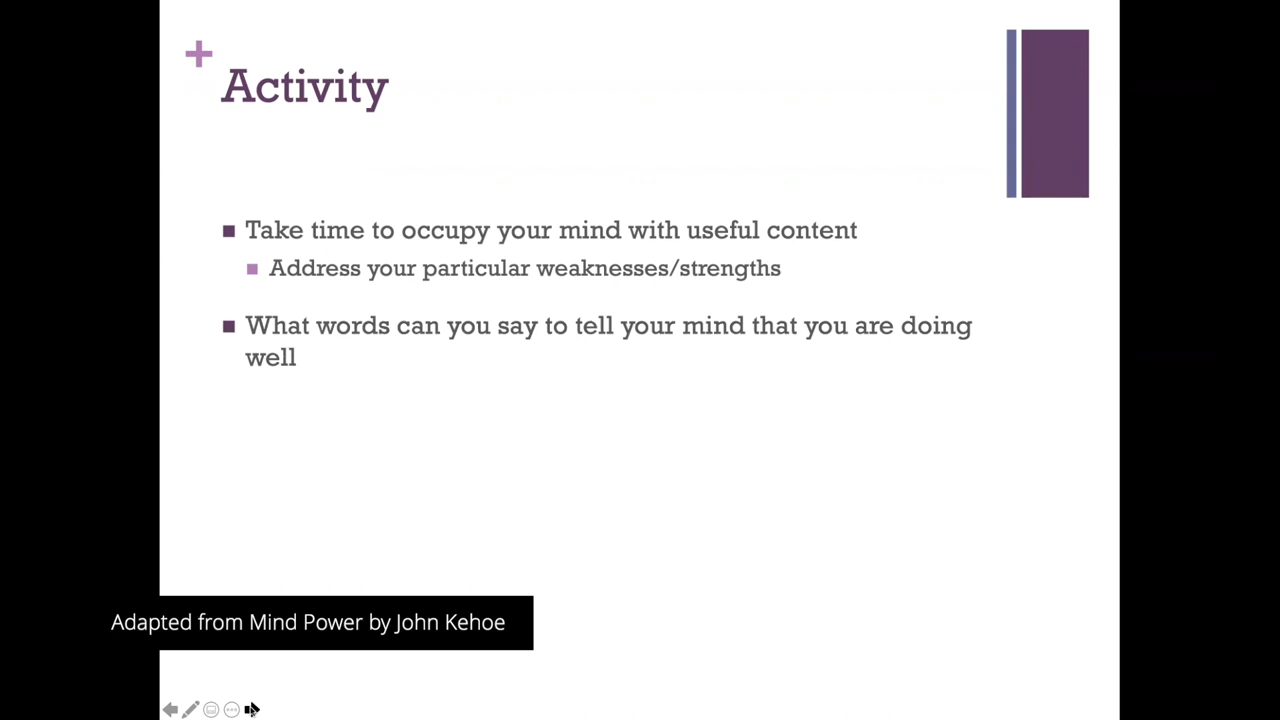 +
Activity
Take time to occupy your mind with useful content
Address your particular weaknesses/strengths
What words can you say to tell your mind that you are doing
well
Adapted from Mind Power by John Kehoe